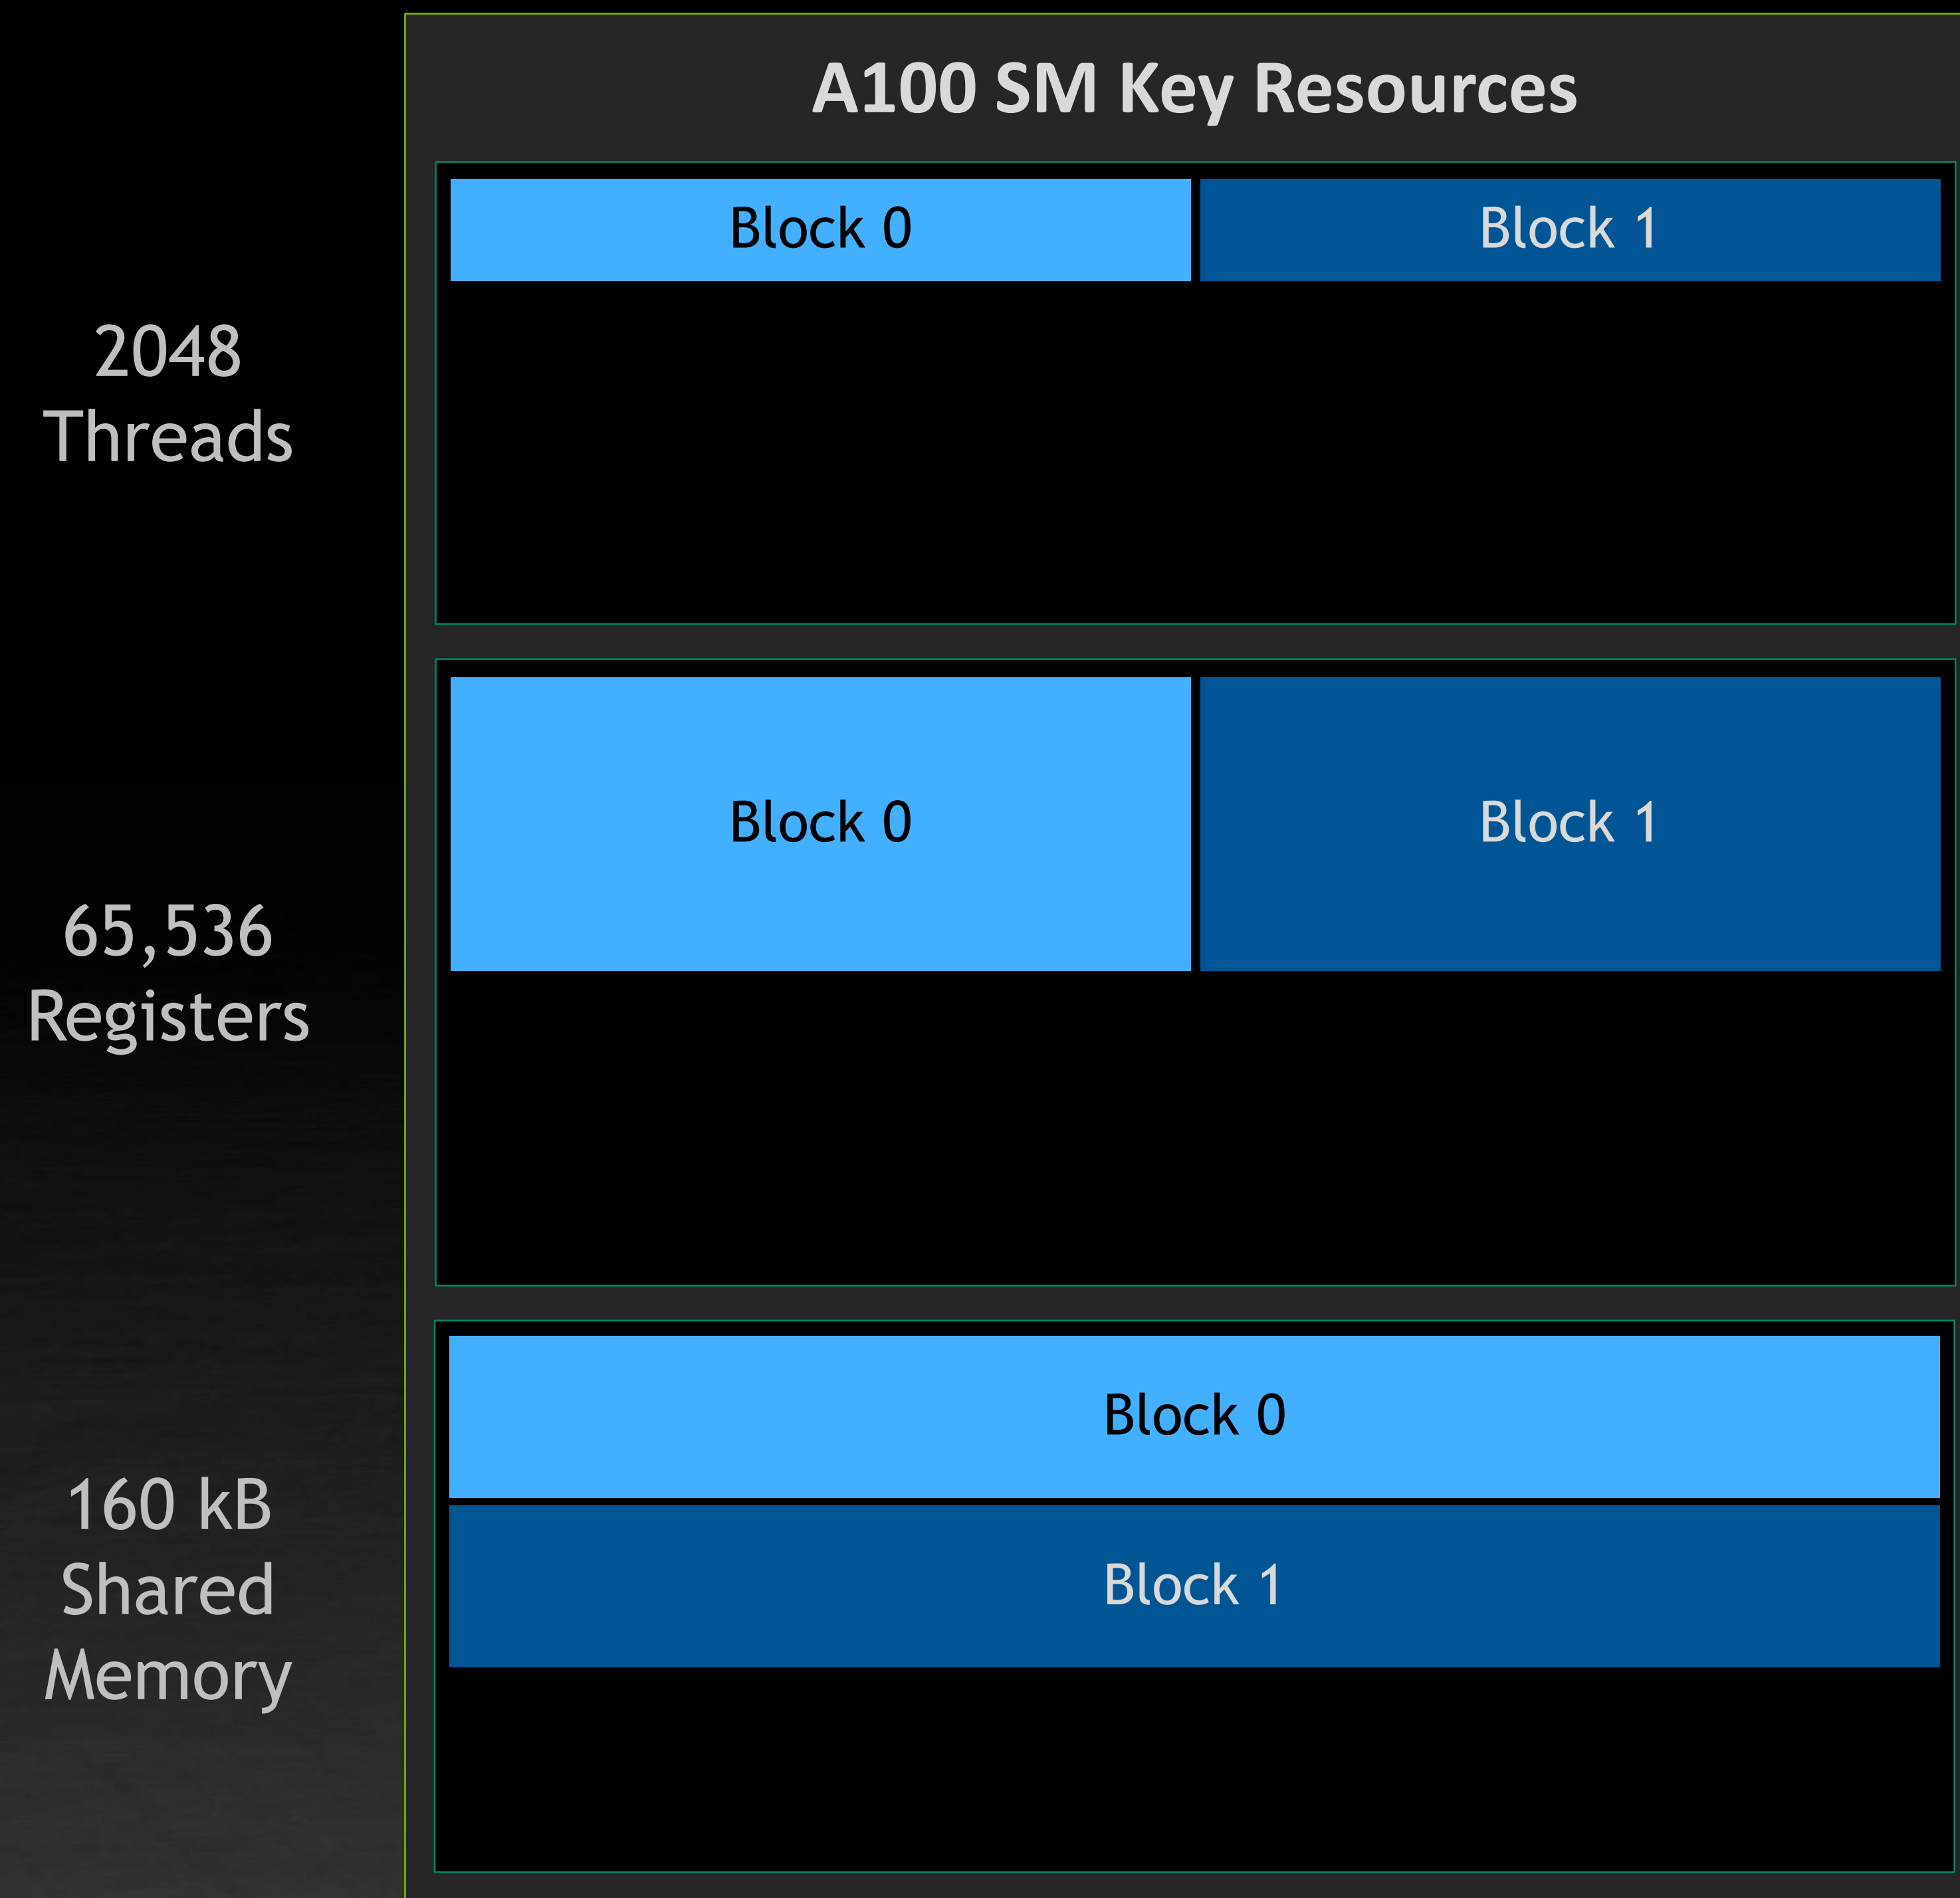 A100 SM Key Resources
2048
Threads
Block 0
Block 1
65,536
Registers
Block 0
Block 1
160 kB
Shared
Memory
Block 0
Block 1